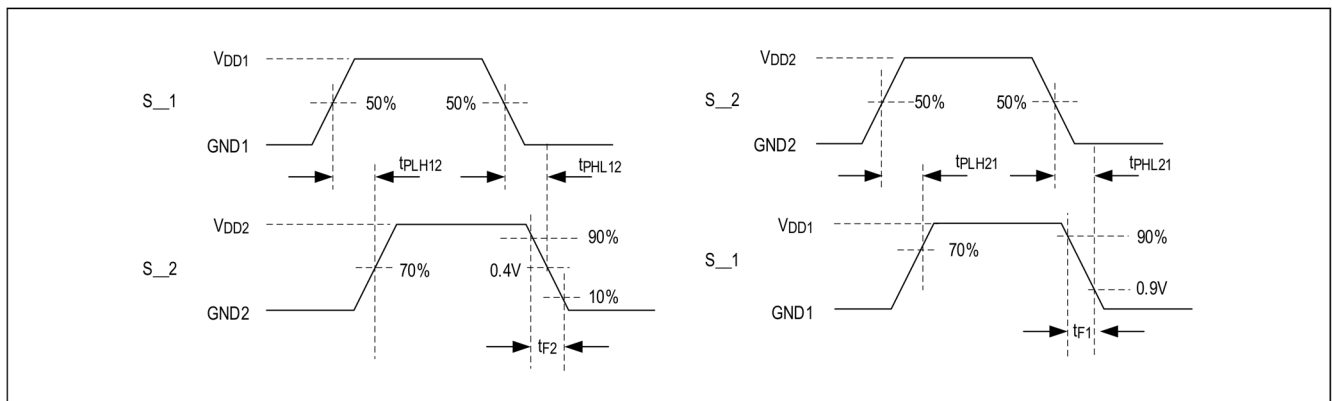 VDD1
S__1
50%
50%
GND1
tPLH12
tPHL12
VDD2
90%
S__2
70%
0.4V
10%
GND2
tF2
VDD2
S__2
50%
50%
GND2
tPLH21
tPHL21
VDD1
90%
S__1
70%
0.9V
GND1
tF1